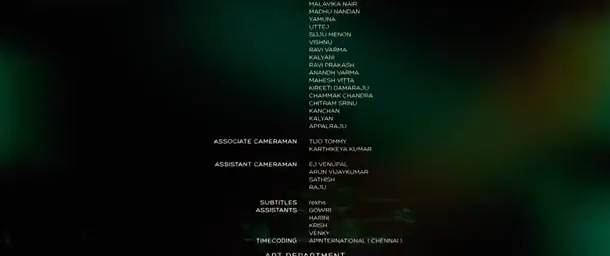 MALAVIKA NAIR
MADHU NANDAN
YAMUNA
UTTEJ
SIJJU MENON
VISHNU
RAVI VARMA
KALYANI
RAVI PRAKASH
ANANDH VARMA
MAHESH VITTA
KIREETI DAMARAJU
CHAMMAK CHANDRA
CHITRAM SRINU
KANCHAN
KALYAN
APPALRAJU
ASSOCIATE CAMERAMAN TIJO TOMMY
KARTHIKEYA KUMAR
ASSISTANT CAMERAMAN EJ VENUPAL
ARUN VIJAYKUMAR
SATHISH
RAJU
SUBTITLES rekhs
ASSISTANTS GOWRI
HARINI
KRISH
VENKY
TIMECODING APINTERNATIONAL ( CHENNAI )
ART DEPARTMENT